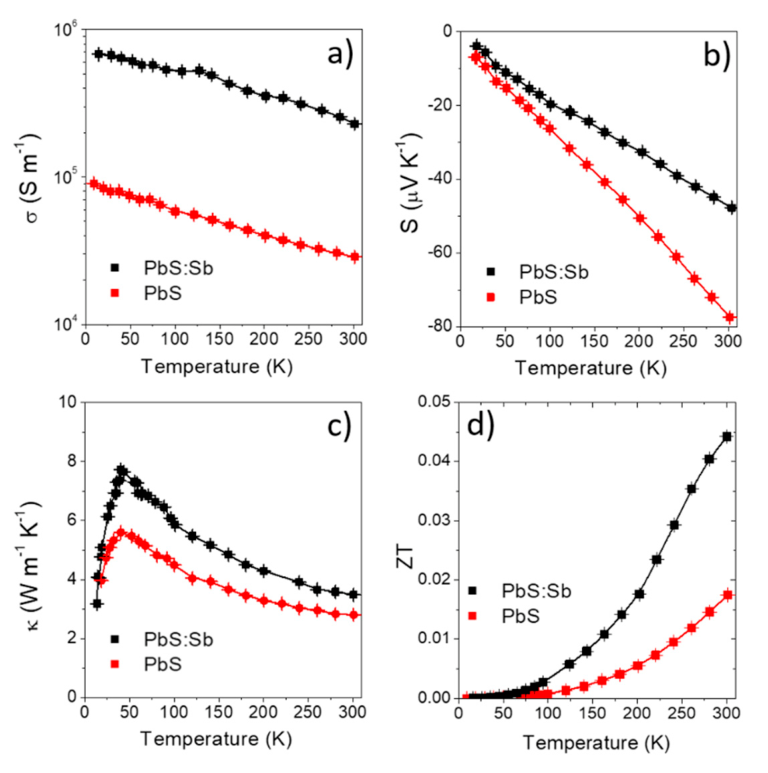 a)
σ (S m⁻¹)
10⁶
10⁵
10⁴
PbS:Sb
PbS
0 50 100 150 200 250 300
Temperature (K)
b)
S (μV K⁻¹)
0
-20
-40
-60
-80
PbS:Sb
PbS
0 50 100 150 200 250 300
Temperature (K)
c)
κ (W m⁻¹ K⁻¹)
10
8
6
4
2
0
PbS:Sb
PbS
0 50 100 150 200 250 300
Temperature (K)
d)
ZT
0.05
0.04
0.03
0.02
0.01
0.00
PbS:Sb
PbS
0 50 100 150 200 250 300
Temperature (K)